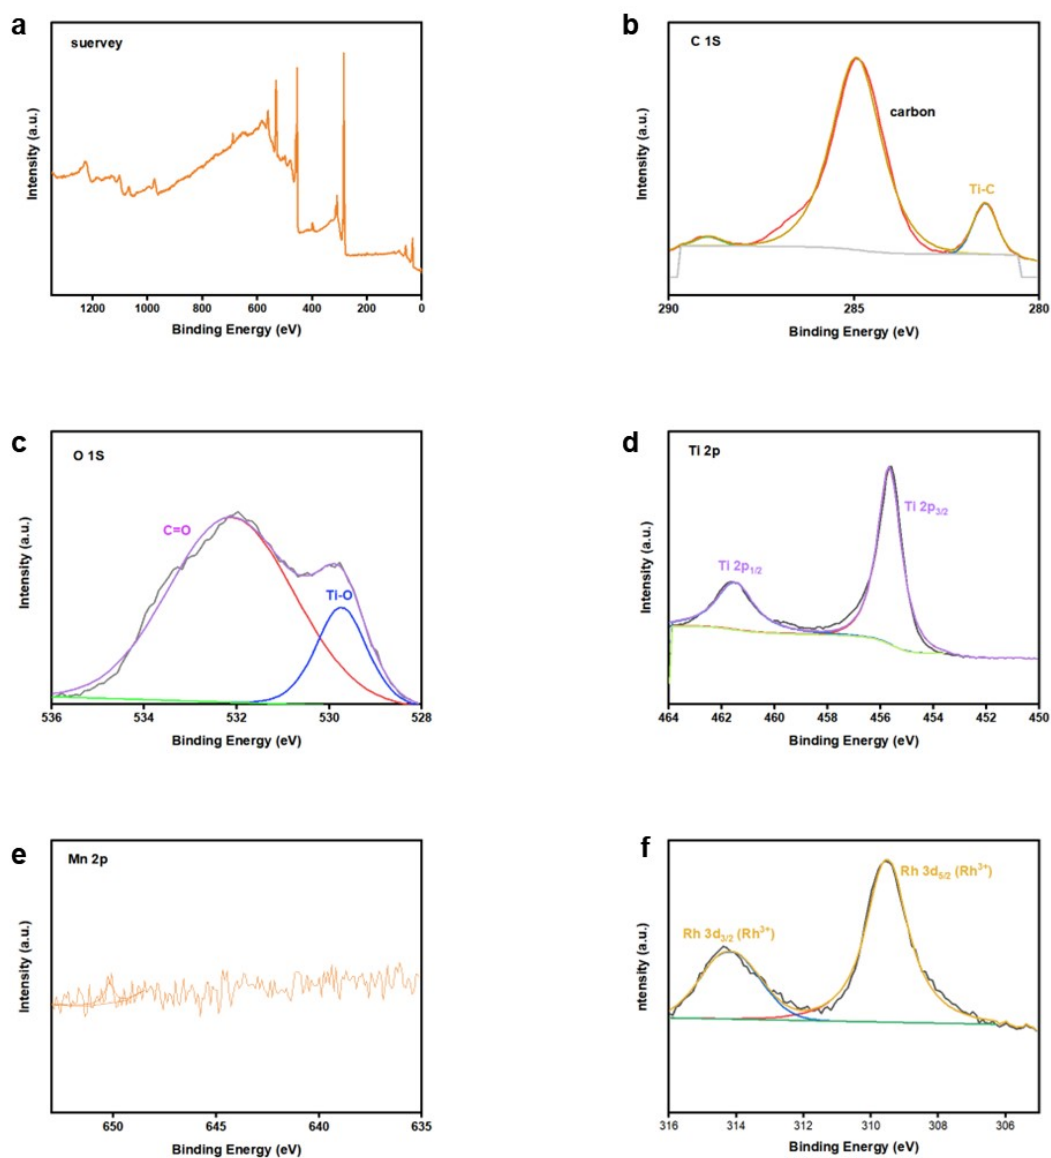 a
suervey
Intensity (a.u.)
1200 1000 800 600 400 200 0
Binding Energy (eV)
b
C 1S
carbon
Ti-C
Intensity (a.u.)
290 285 280
Binding Energy (eV)
c
O 1S
C=O
Ti-O
Intensity (a.u.)
536 534 532 530 528
Binding Energy (eV)
d
Ti 2p
Ti 2p3/2
Ti 2p1/2
Intensity (a.u.)
464 462 460 458 456 454 452 450
Binding Energy (eV)
e
Mn 2p
Intensity (a.u.)
650 645 640 635
Binding Energy (eV)
f
Rh 3d5/2 (Rh3+)
Rh 3d3/2 (Rh3+)
ntensity (a.u.)
316 314 312 310 308 306
Binding Energy (eV)